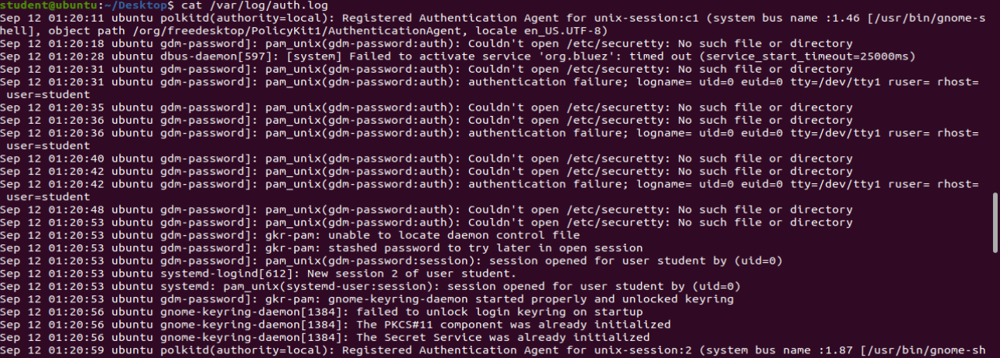 student@ubuntu:~/Desktop$ cat /var/log/auth.log
Sep 12 01:20:11 ubuntu polkitd(authority=local): Registered Authentication Agent for unix-session:c1 (system bus name :1.46 [/usr/bin/gnome-s
hell], object path /org/freedesktop/PolicyKit1/AuthenticationAgent, locale en_US.UTF-8)
Sep 12 01:20:18 ubuntu gdm-password]: pam_unix(gdm-password:auth): Couldn't open /etc/securetty: No such file or directory
Sep 12 01:20:28 ubuntu dbus-daemon[597]: [system] Failed to activate service 'org.bluez': timed out (service_start_timeout=25000ms)
Sep 12 01:20:31 ubuntu gdm-password]: pam_unix(gdm-password:auth): Couldn't open /etc/securetty: No such file or directory
Sep 12 01:20:31 ubuntu gdm-password]: pam_unix(gdm-password:auth): authentication failure; logname= uid=0 euid=0 tty=/dev/tty1 ruser= rhost=
 user=student
Sep 12 01:20:35 ubuntu gdm-password]: pam_unix(gdm-password:auth): Couldn't open /etc/securetty: No such file or directory
Sep 12 01:20:36 ubuntu gdm-password]: pam_unix(gdm-password:auth): Couldn't open /etc/securetty: No such file or directory
Sep 12 01:20:36 ubuntu gdm-password]: pam_unix(gdm-password:auth): authentication failure; logname= uid=0 euid=0 tty=/dev/tty1 ruser= rhost=
 user=student
Sep 12 01:20:40 ubuntu gdm-password]: pam_unix(gdm-password:auth): Couldn't open /etc/securetty: No such file or directory
Sep 12 01:20:42 ubuntu gdm-password]: pam_unix(gdm-password:auth): Couldn't open /etc/securetty: No such file or directory
Sep 12 01:20:42 ubuntu gdm-password]: pam_unix(gdm-password:auth): authentication failure; logname= uid=0 euid=0 tty=/dev/tty1 ruser= rhost=
 user=student
Sep 12 01:20:48 ubuntu gdm-password]: pam_unix(gdm-password:auth): Couldn't open /etc/securetty: No such file or directory
Sep 12 01:20:53 ubuntu gdm-password]: pam_unix(gdm-password:auth): Couldn't open /etc/securetty: No such file or directory
Sep 12 01:20:53 ubuntu gdm-password]: gkr-pam: unable to locate daemon control file
Sep 12 01:20:53 ubuntu gdm-password]: gkr-pam: stashed password to try later in open session
Sep 12 01:20:53 ubuntu gdm-password]: pam_unix(gdm-password:session): session opened for user student by (uid=0)
Sep 12 01:20:53 ubuntu systemd-logind[612]: New session 2 of user student.
Sep 12 01:20:53 ubuntu systemd: pam_unix(systemd-user:session): session opened for user student by (uid=0)
Sep 12 01:20:53 ubuntu gdm-password]: gkr-pam: gnome-keyring-daemon started properly and unlocked keyring
Sep 12 01:20:56 ubuntu gnome-keyring-daemon[1384]: failed to unlock login keyring on startup
Sep 12 01:20:56 ubuntu gnome-keyring-daemon[1384]: The PKCS#11 component was already initialized
Sep 12 01:20:56 ubuntu gnome-keyring-daemon[1384]: The Secret Service was already initialized
Sep 12 01:20:59 ubuntu polkitd(authority=local): Registered Authentication Agent for unix-session:2 (system bus name :1.87 [/usr/bin/gnome-sh